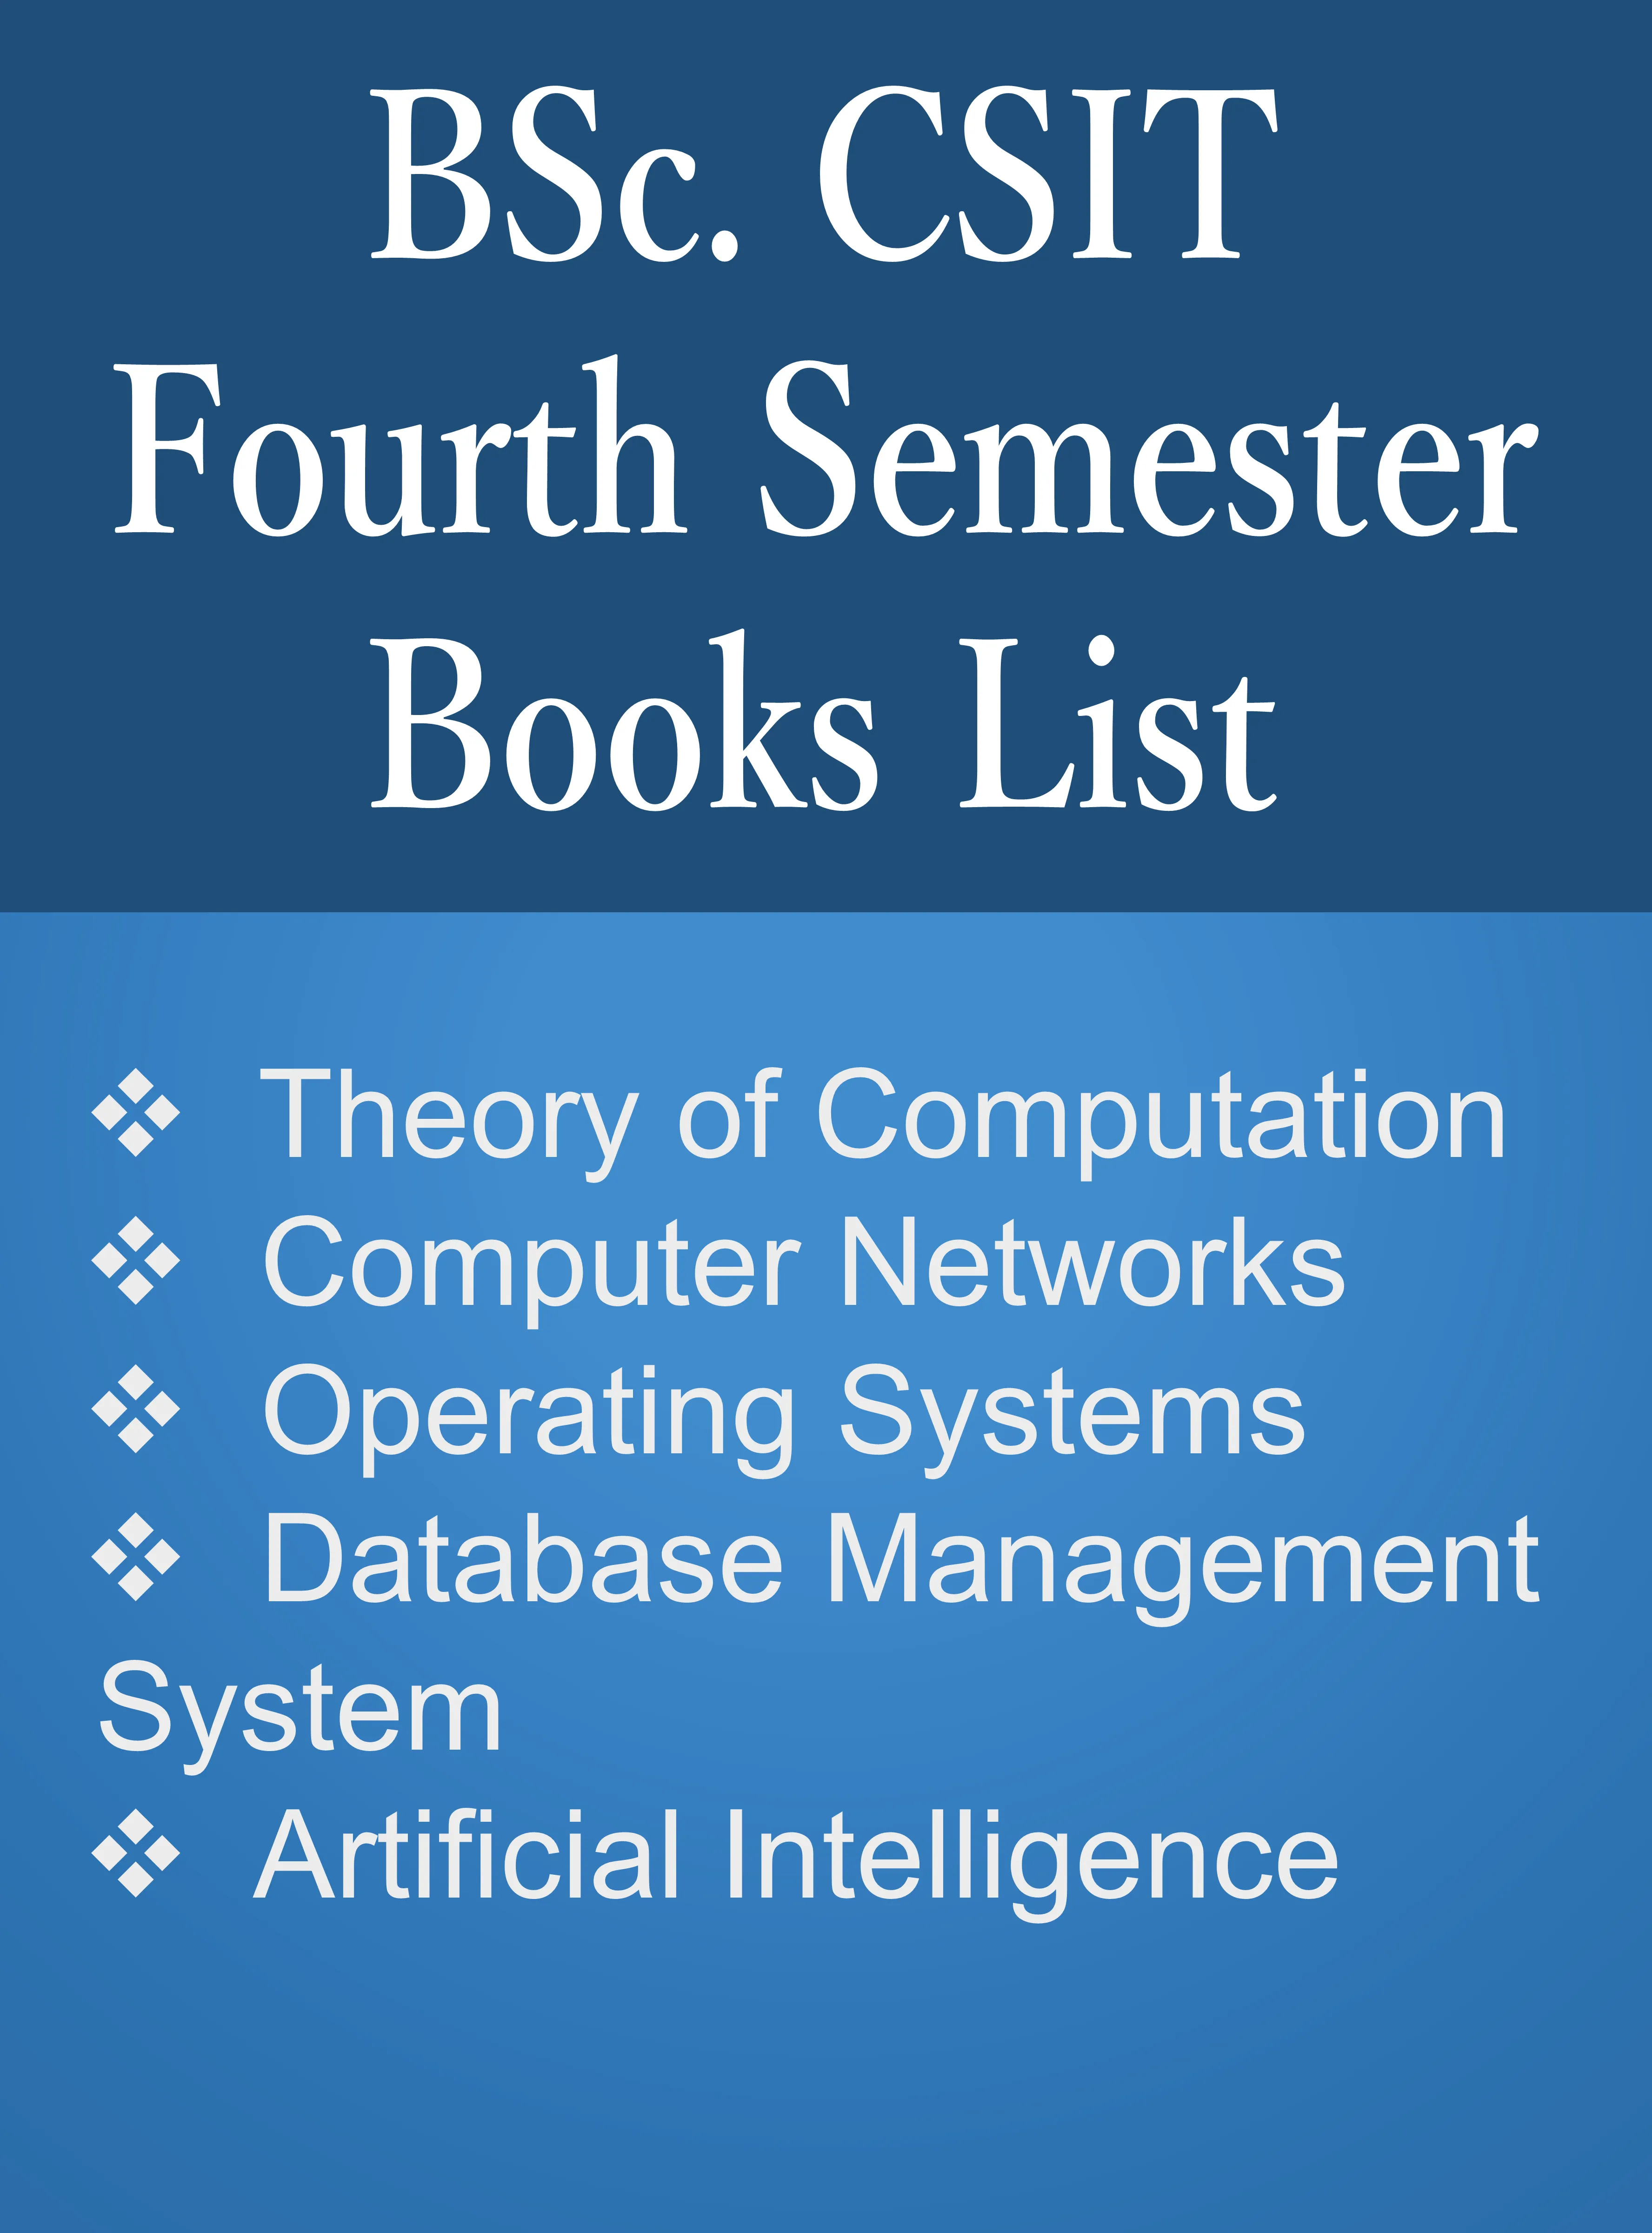 BSc. CSIT
Fourth Semester
Books List
❖ Theory of Computation
❖ Computer Networks
❖ Operating Systems
❖ Database Management
System
❖ Artificial Intelligence